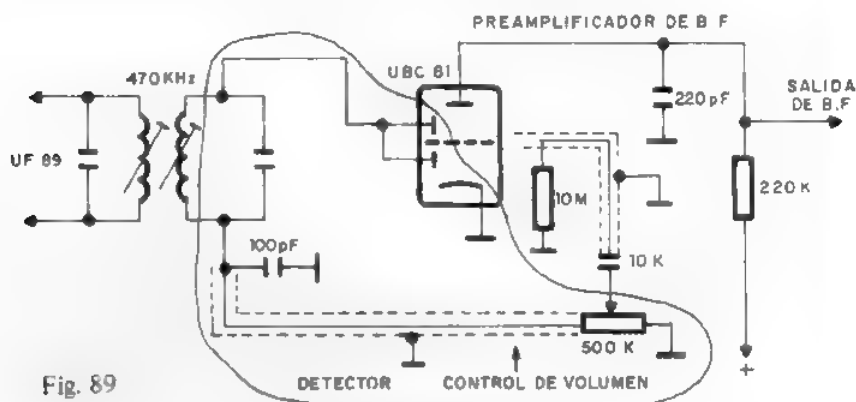 PREAMPLIFICADOR DE B F
UBC 81
470KHz
SALIDA
DE B.F
220pF
UF 89
220 K
10M
100pF
10 K
500 K
+
DETECTOR
CONTROL DE VOLUMEN
Fig. 89